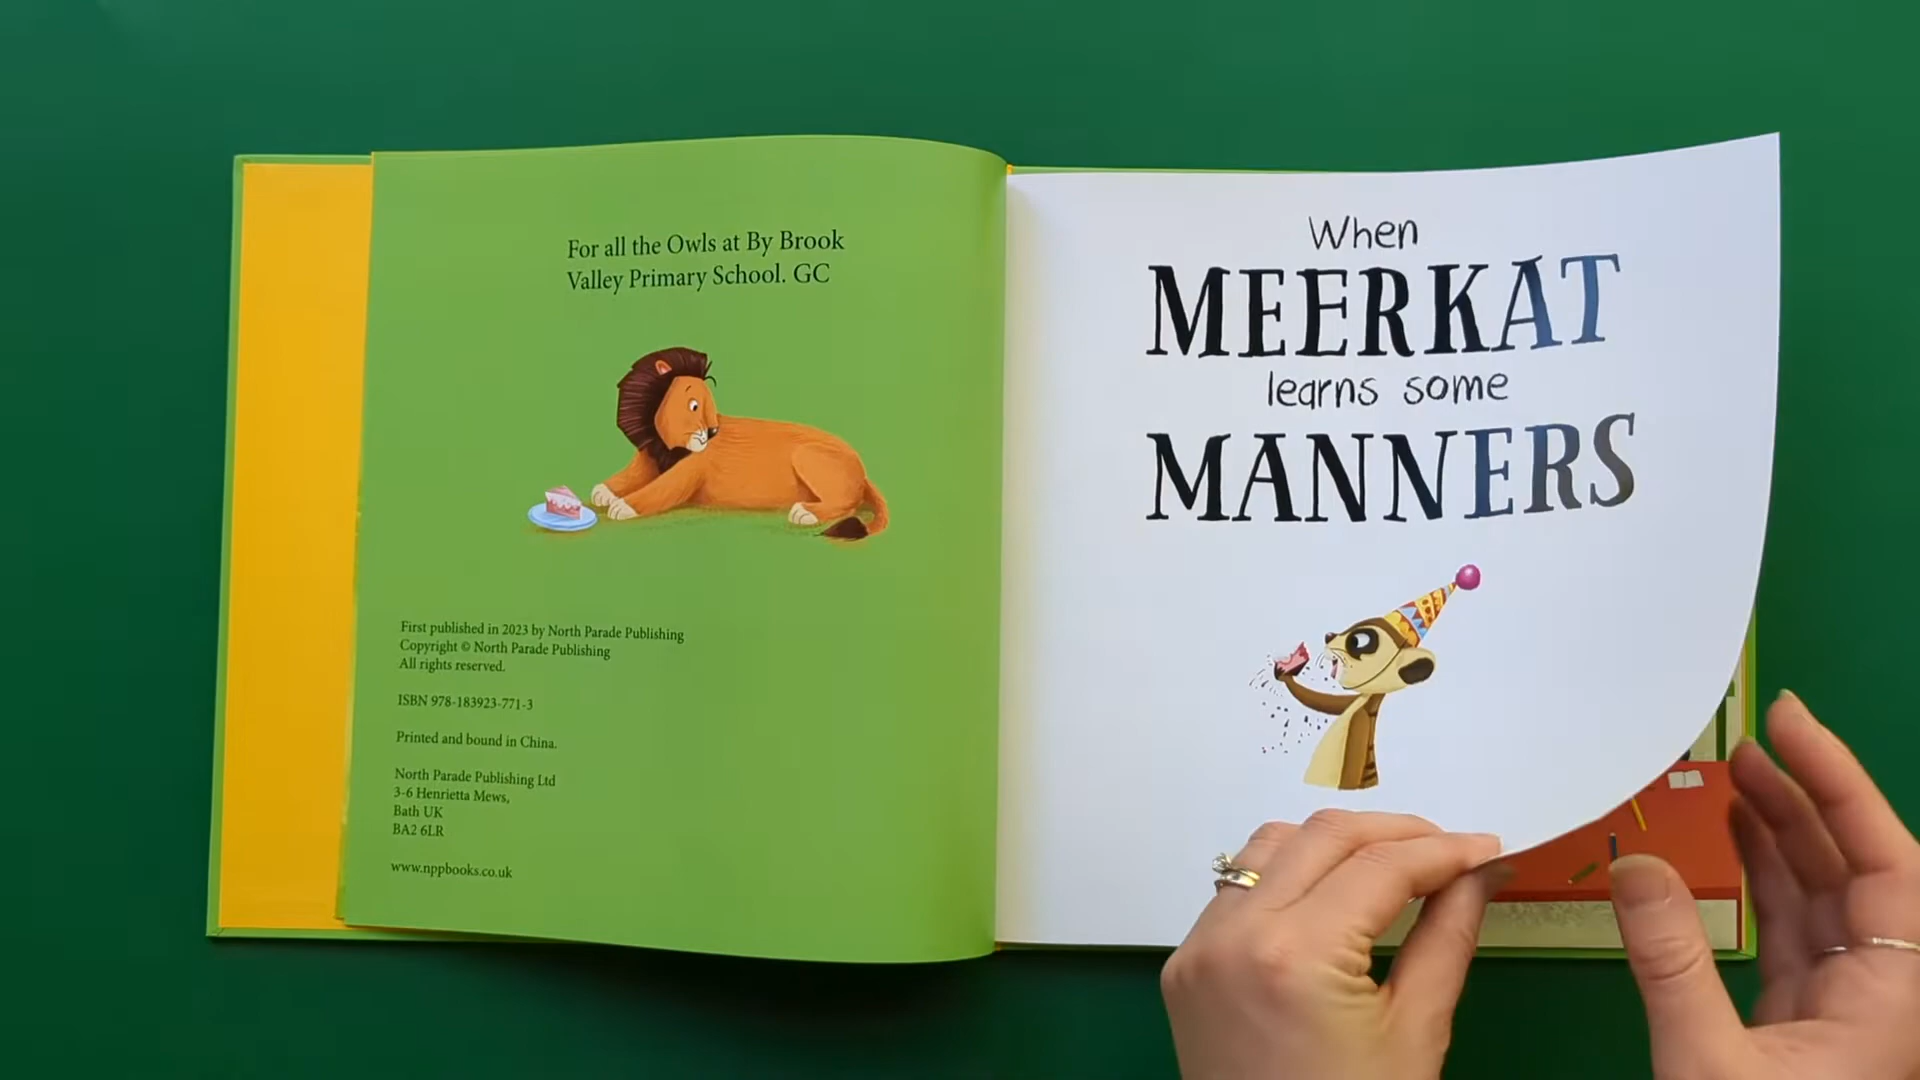 For all the Owls at By Brook
Valley Primary School. GC
First published in 2023 by North Parade Publishing
Copyright © North Parade Publishing
All rights reserved.
ISBN 978-183923-771-3
Printed and bound in China.
North Parade Publishing Ltd
3-6 Henrietta Mews,
Bath UK
BA2 6LR
www.nppbooks.co.uk
When
MEERKAT
learns some
MANNERS